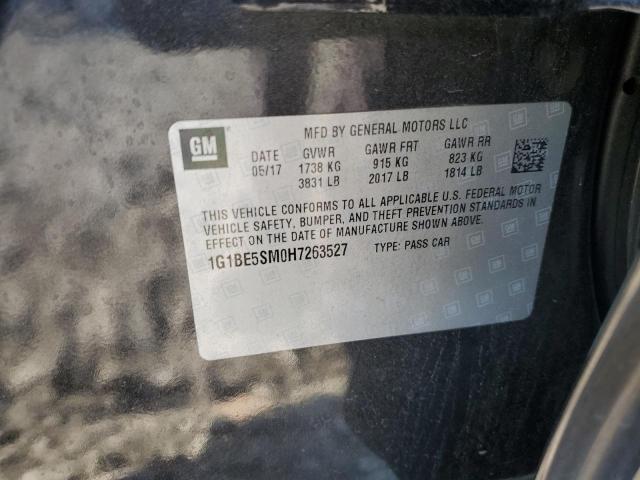 GM
MFD BY GENERAL MOTORS LLC
DATE GVWR GAWR FRT GAWR RR
05/17 1738 KG 915 KG 823 KG
3831 LB 2017 LB 1814 LB
THIS VEHICLE CONFORMS TO ALL APPLICABLE U.S. FEDERAL MOTOR
VEHICLE SAFETY, BUMPER, AND THEFT PREVENTION STANDARDS IN
EFFECT ON THE DATE OF MANUFACTURE SHOWN ABOVE.
1G1BE5SM0H7263527 TYPE: PASS CAR